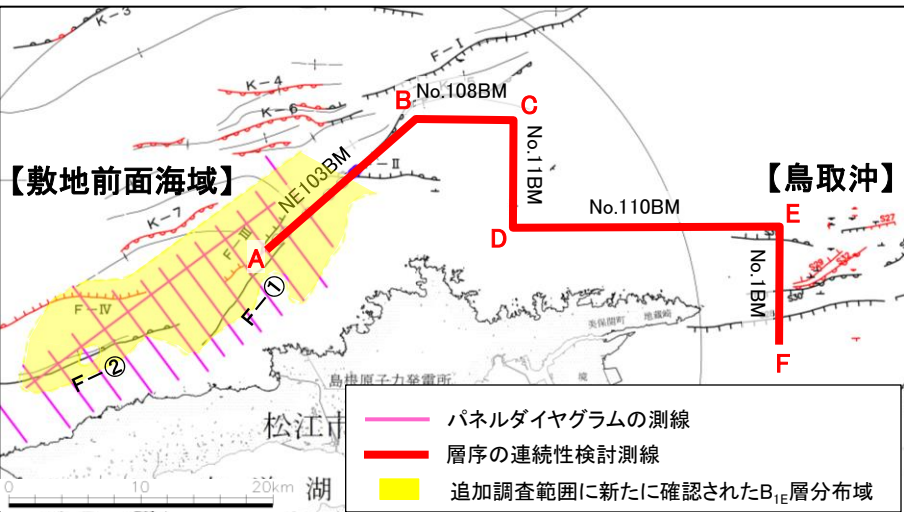 K-3
F-I
K-4
B
No.108BM
C
K-6
【敷地前面海域】
NE103BM
-II
No.11BM
【鳥取沖】
K-7
No.110BM
E
S27
F-III
D
A
F-①
No.1BM
F-IV
美保関町 地蔵崎
F
F-②
島根原子力発電所
境
松江市
パネルダイヤグラムの測線
層序の連続性検討測線
0 20km
湖
追加調査範囲に新たに確認されたB1E層分布域